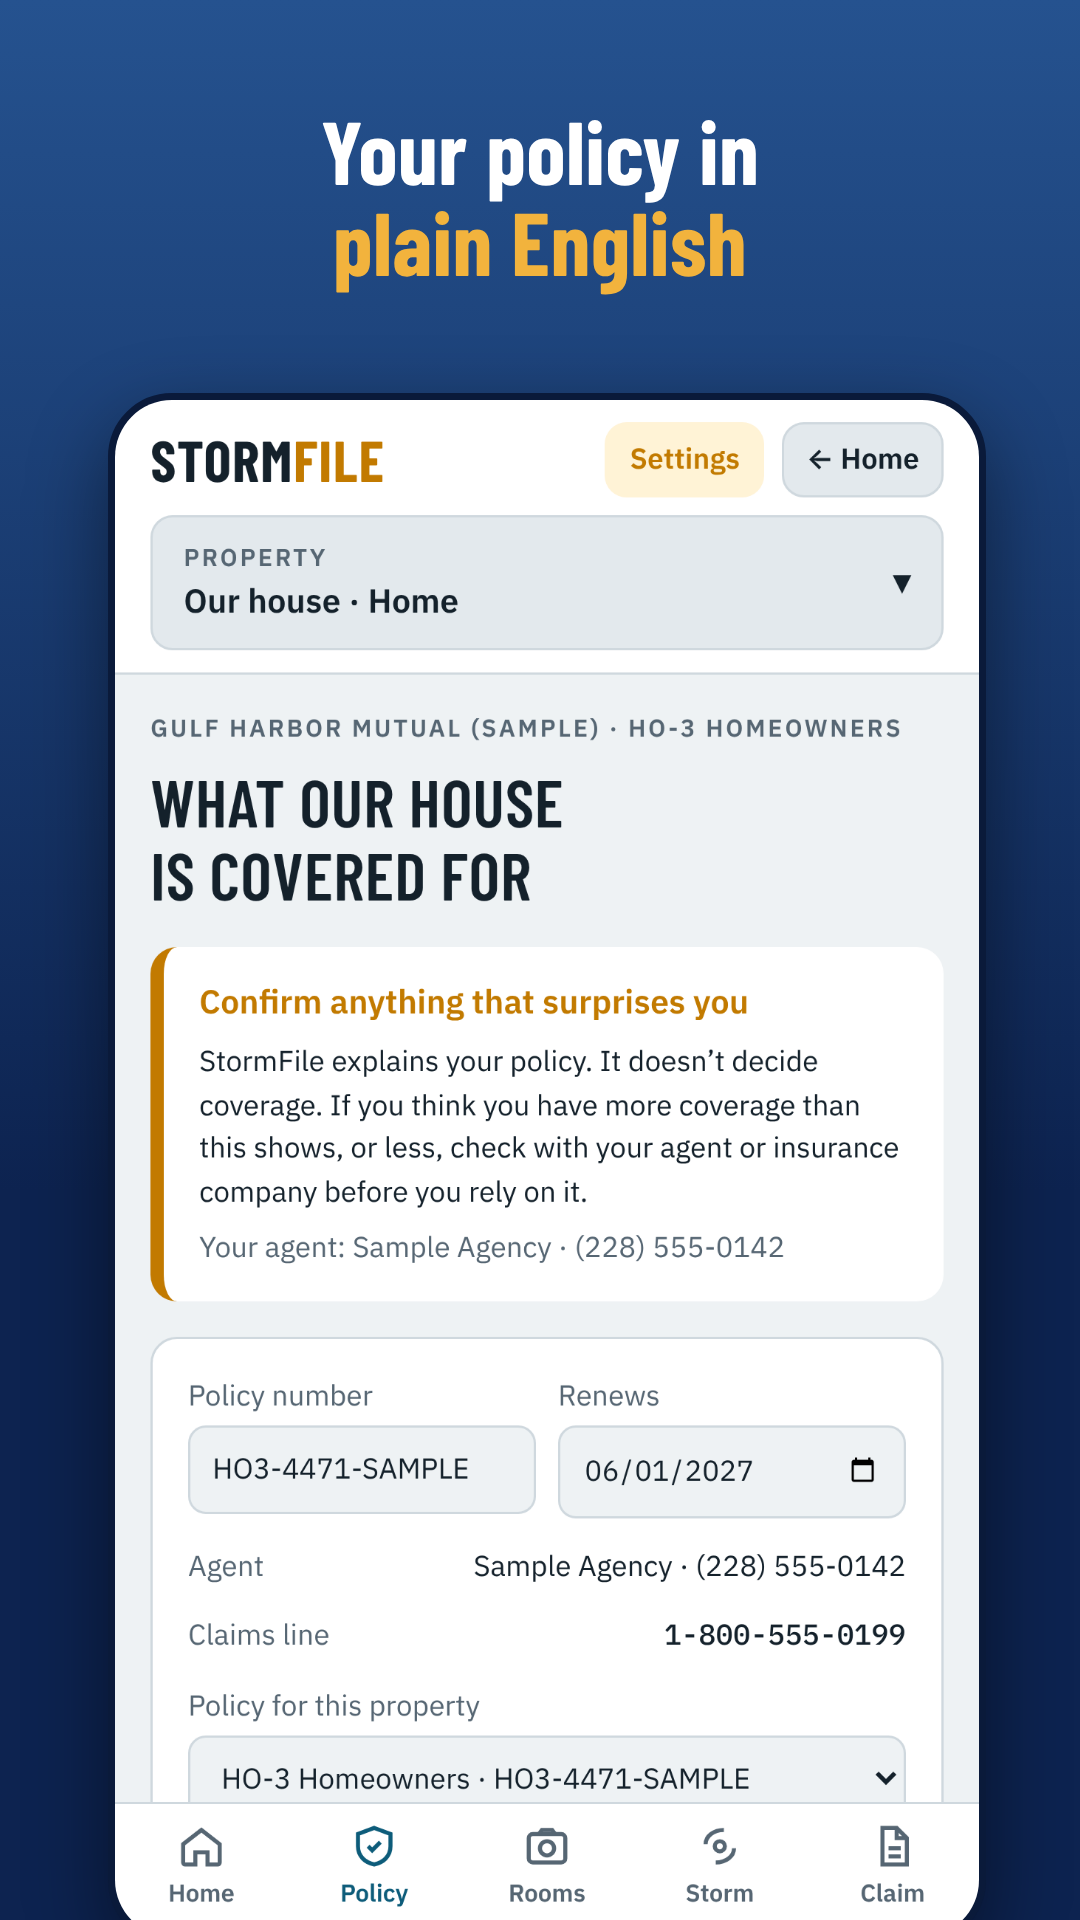 Your policy in
plain English
STORMFILE
Settings
← Home
PROPERTY
Our house · Home
▼
GULF HARBOR MUTUAL (SAMPLE) · HO-3 HOMEOWNERS
WHAT OUR HOUSE
IS COVERED FOR
Confirm anything that surprises you
StormFile explains your policy. It doesn’t decide
coverage. If you think you have more coverage than
this shows, or less, check with your agent or insurance
company before you rely on it.
Your agent: Sample Agency · (228) 555-0142
Policy number
Renews
HO3-4471-SAMPLE
06/01/2027
Agent
Sample Agency · (228) 555-0142
Claims line
1-800-555-0199
Policy for this property
HO-3 Homeowners · HO3-4471-SAMPLE
Home
Policy
Rooms
Storm
Claim